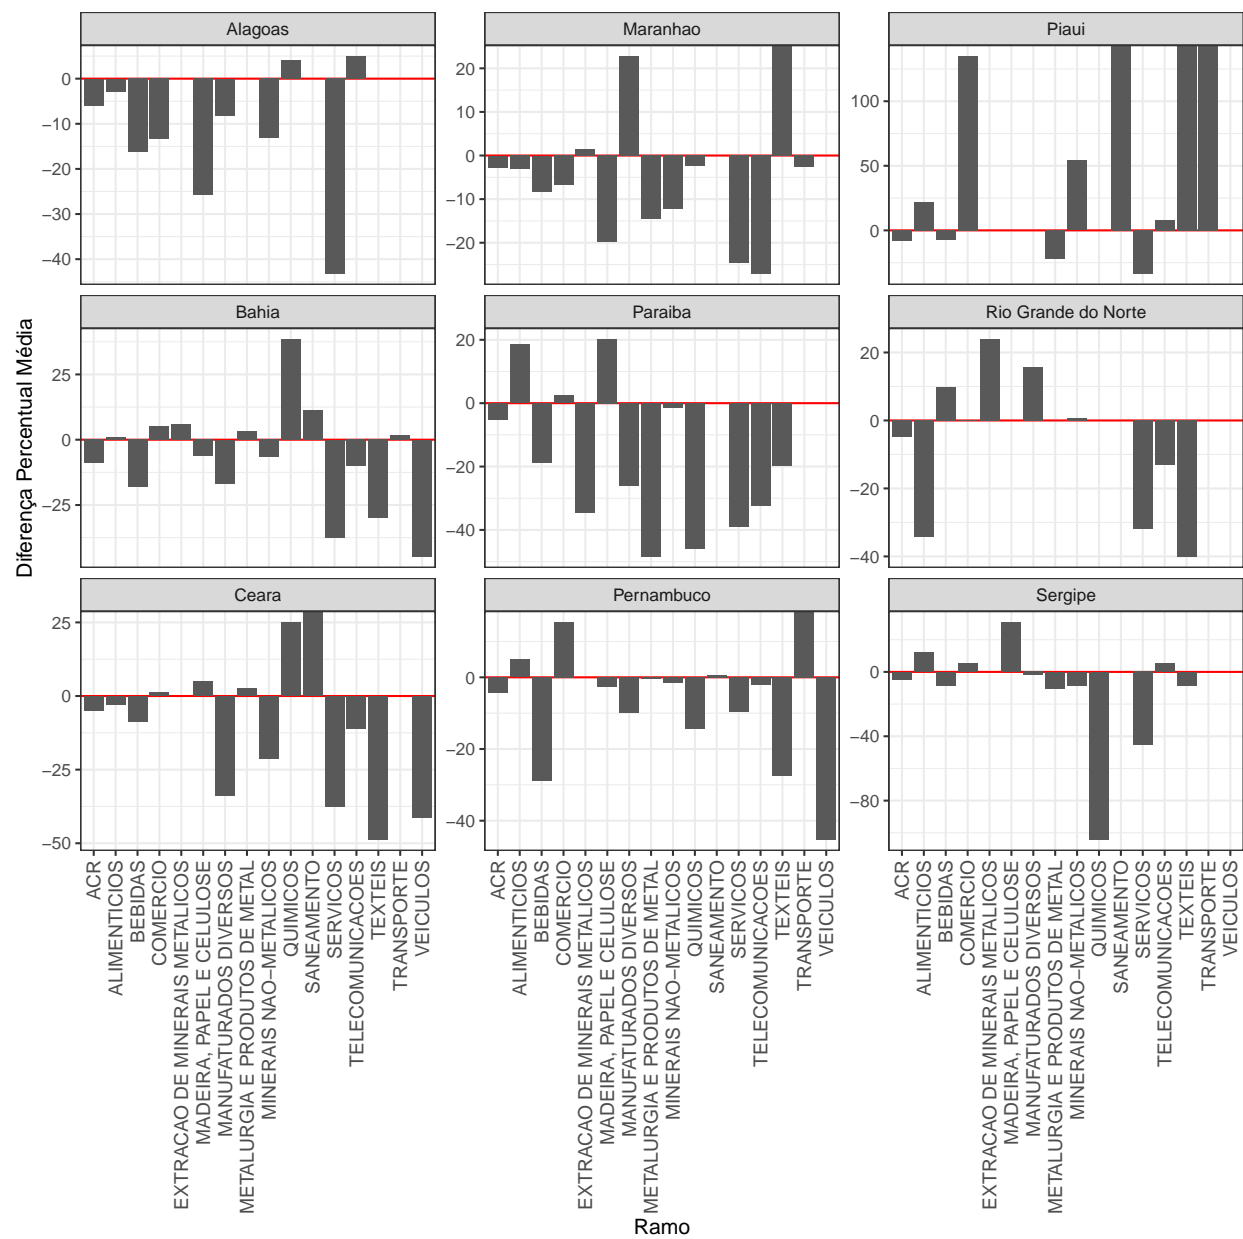 Alagoas
Maranhao
Piaui
0
−10
−20
−30
−40
20
10
0
−10
−20
100
50
0
Bahia
Paraiba
Rio Grande do Norte
25
0
−25
20
0
−20
−40
20
0
−20
−40
Ceara
Pernambuco
Sergipe
25
0
−25
−50
0
−20
−40
0
−40
−80
ACR
ALIMENTICIOS
BEBIDAS
COMERCIO
EXTRACAO DE MINERAIS METALICOS
MADEIRA, PAPEL E CELULOSE
MANUFATURADOS DIVERSOS
METALURGIA E PRODUTOS DE METAL
MINERAIS NAO−METALICOS
QUIMICOS
SANEAMENTO
SERVICOS
TELECOMUNICACOES
TEXTEIS
TRANSPORTE
VEICULOS
ACR
ALIMENTICIOS
BEBIDAS
COMERCIO
EXTRACAO DE MINERAIS METALICOS
MADEIRA, PAPEL E CELULOSE
MANUFATURADOS DIVERSOS
METALURGIA E PRODUTOS DE METAL
MINERAIS NAO−METALICOS
QUIMICOS
SANEAMENTO
SERVICOS
TELECOMUNICACOES
TEXTEIS
TRANSPORTE
VEICULOS
ACR
ALIMENTICIOS
BEBIDAS
COMERCIO
EXTRACAO DE MINERAIS METALICOS
MADEIRA, PAPEL E CELULOSE
MANUFATURADOS DIVERSOS
METALURGIA E PRODUTOS DE METAL
MINERAIS NAO−METALICOS
QUIMICOS
SANEAMENTO
SERVICOS
TELECOMUNICACOES
TEXTEIS
TRANSPORTE
VEICULOS
Ramo
Diferença Percentual Média